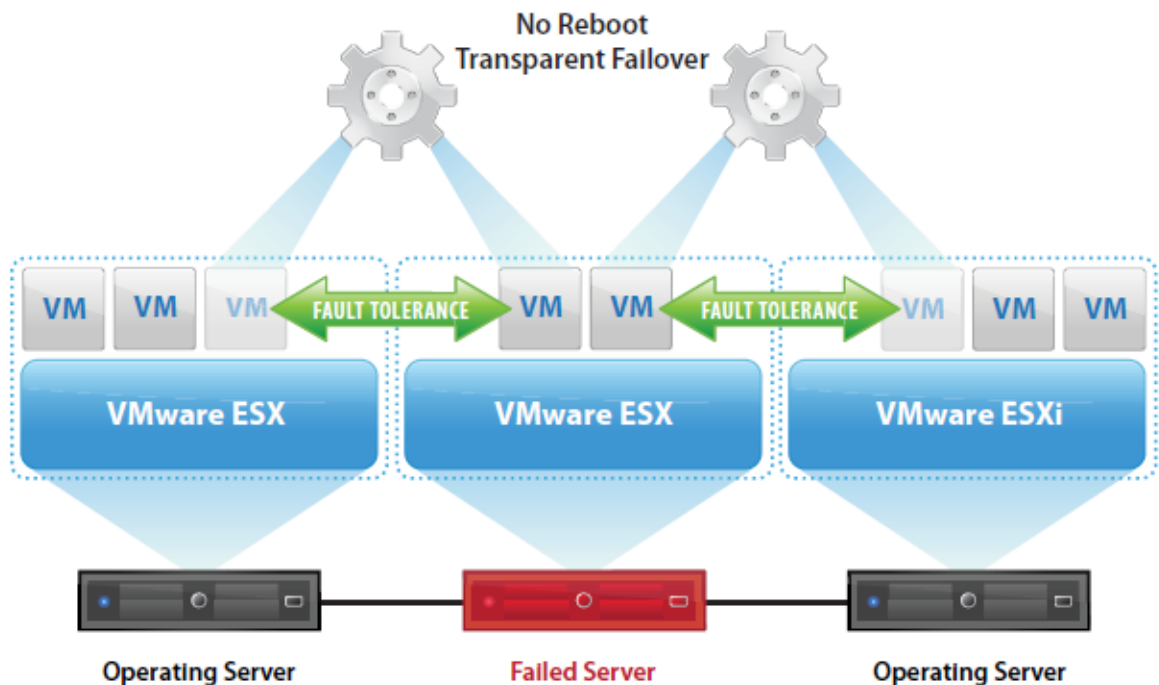 No Reboot
Transparent Failover
VM VM VM FAULT TOLERANCE VM VM FAULT TOLERANCE VM VM VM
VMware ESX VMware ESX VMware ESXi
Operating Server Failed Server Operating Server